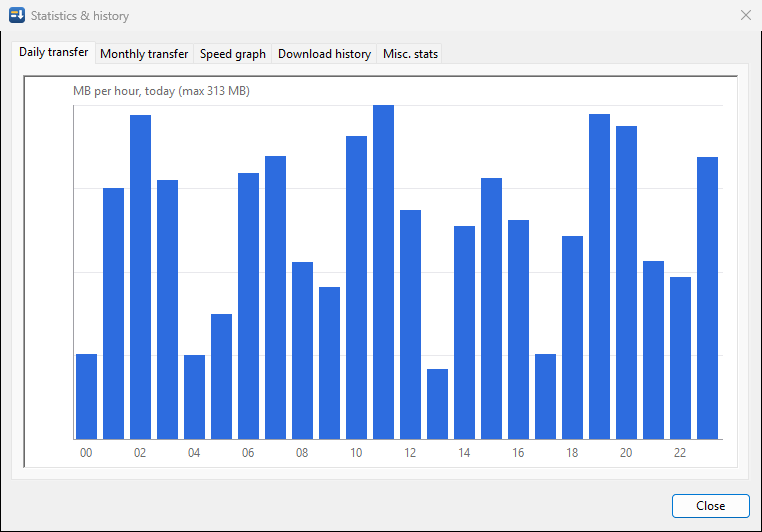 Statistics & history
Daily transfer Monthly transfer Speed graph Download history Misc. stats
MB per hour, today (max 313 MB)
00 02 04 06 08 10 12 14 16 18 20 22
Close